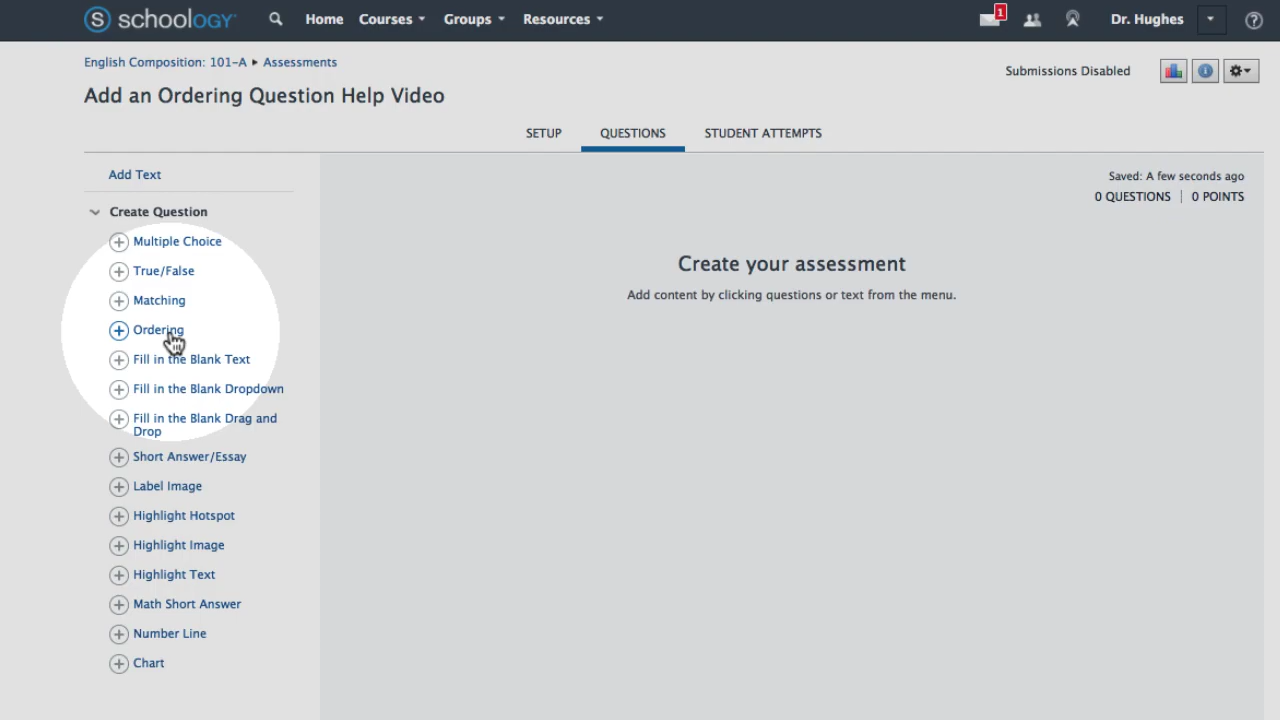 S schoology Home Courses Groups Resources 1 Dr. Hughes ?
English Composition: 101-A ▸ Assessments
Submissions Disabled
Add an Ordering Question Help Video
SETUP QUESTIONS STUDENT ATTEMPTS
Add Text
Saved: A few seconds ago
0 QUESTIONS | 0 POINTS
Create Question
Multiple Choice
True/False
Matching
Ordering
Fill in the Blank Text
Fill in the Blank Dropdown
Fill in the Blank Drag and
Drop
Short Answer/Essay
Label Image
Highlight Hotspot
Highlight Image
Highlight Text
Math Short Answer
Number Line
Chart
Create your assessment
Add content by clicking questions or text from the menu.